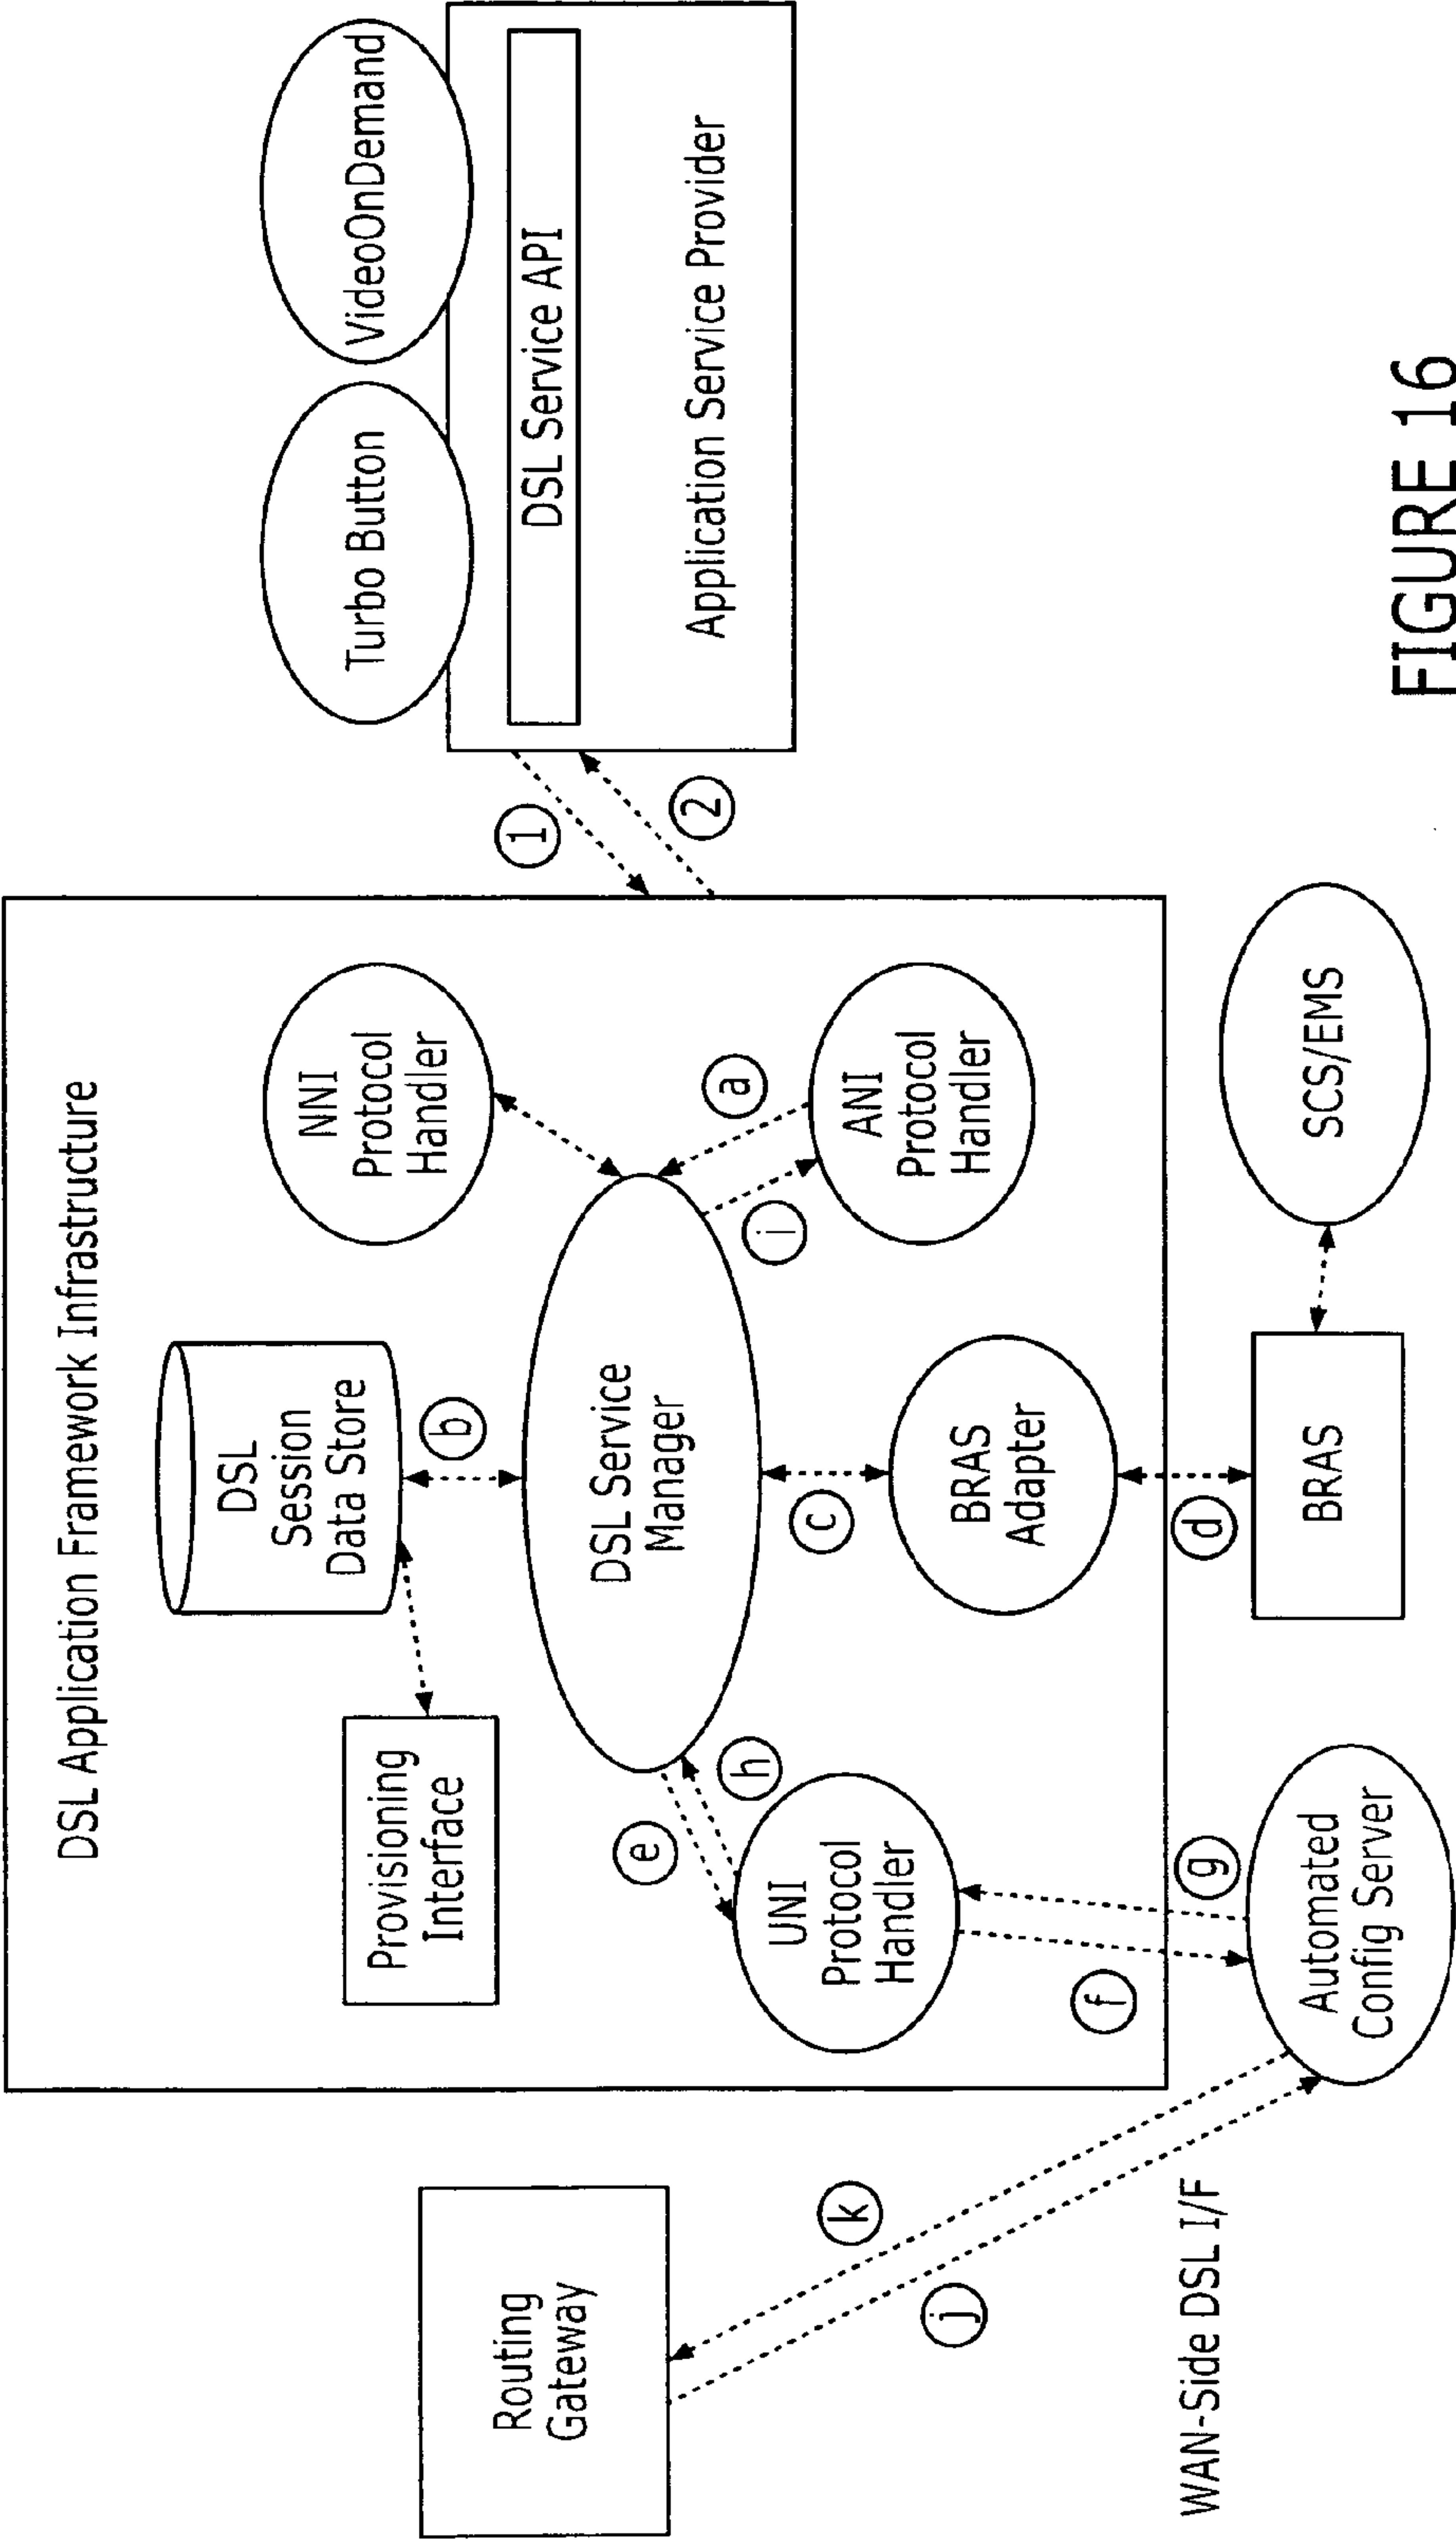 DSL Application Framework Infrastructure
Turbo Button
VideoOnDemand
DSL Service API
Application Service Provider
1
2
Provisioning
Interface
DSL
Session
Data Store
NNI
Protocol
Handler
b
DSL Service
Manager
a
i
e
h
c
UNI
Protocol
Handler
BRAS
Adapter
ANI
Protocol
Handler
Routing
Gateway
k
j
f
g
d
WAN-Side DSL I/F
Automated
Config Server
BRAS
SCS/EMS
FIGURE 16